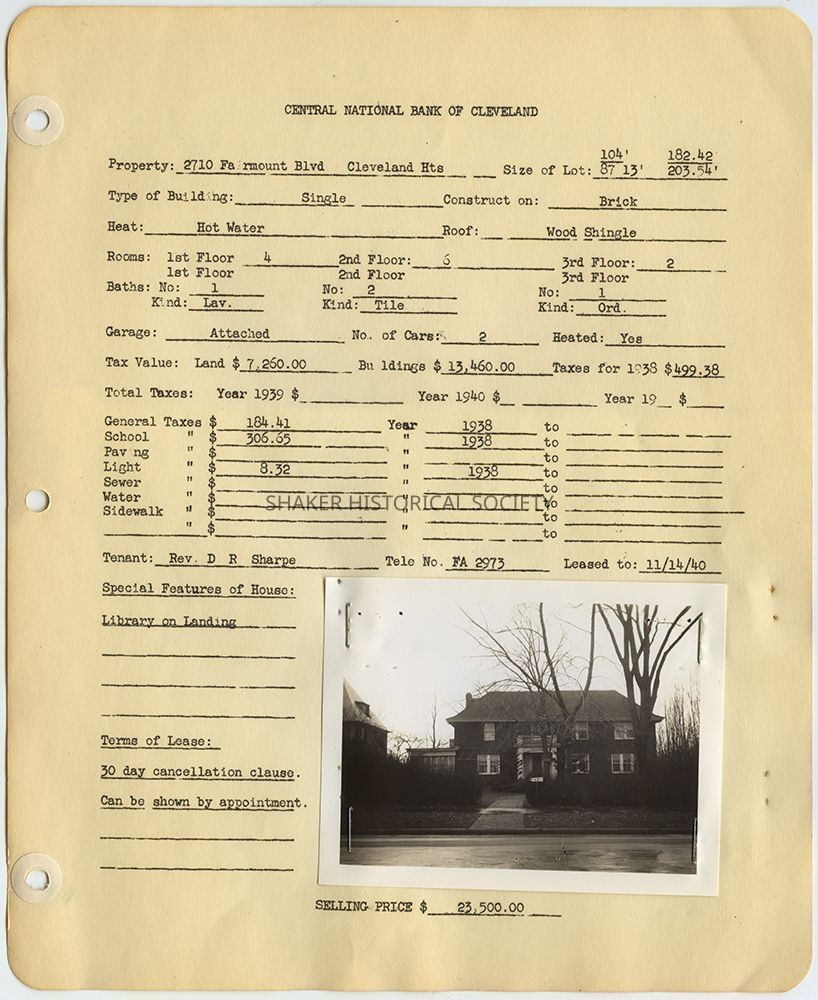 CENTRAL NATIONAL BANK OF CLEVELAND
104' 182.42'
Property: 2710 Fa rmount Blvd Cleveland Hts Size of Lot: 87 13' 203.54'
Type of Build ng: Single Construct on: Brick
Heat: Hot Water Roof: Wood Shingle
Rooms: 1st Floor 4 2nd Floor: 6 3rd Floor: 2
1st Floor 2nd Floor 3rd Floor
Baths: No: 1 No: 2 No: 1
Kind: Lav. Kind: Tile Kind: Ord.
Garage: Attached No. of Cars: 2 Heated: Yes
Tax Value: Land $ 7,260.00 Bu ldings $ 13,460.00 Taxes for 1938 $499.38
Total Taxes: Year 1939 $ Year 1940 $ Year 19 $
General Taxes $ 184.41 Year 1938 to
School " $ 306.65 " 1938 to
Pav ng " $ " to
Light " $ 8.32 " 1938 to
Sewer " $ " to
Water " $ " to
SHAKER HISTORICAL SOCIETY
Sidewalk " $ " to
" $ " to
Tenant: Rev. D R Sharpe Tele No. FA 2973 Leased to: 11/14/40
Special Features of House:
Library on Landing
Terms of Lease:
30 day cancellation clause.
Can be shown by appointment.
SELLING PRICE $ 23,500.00